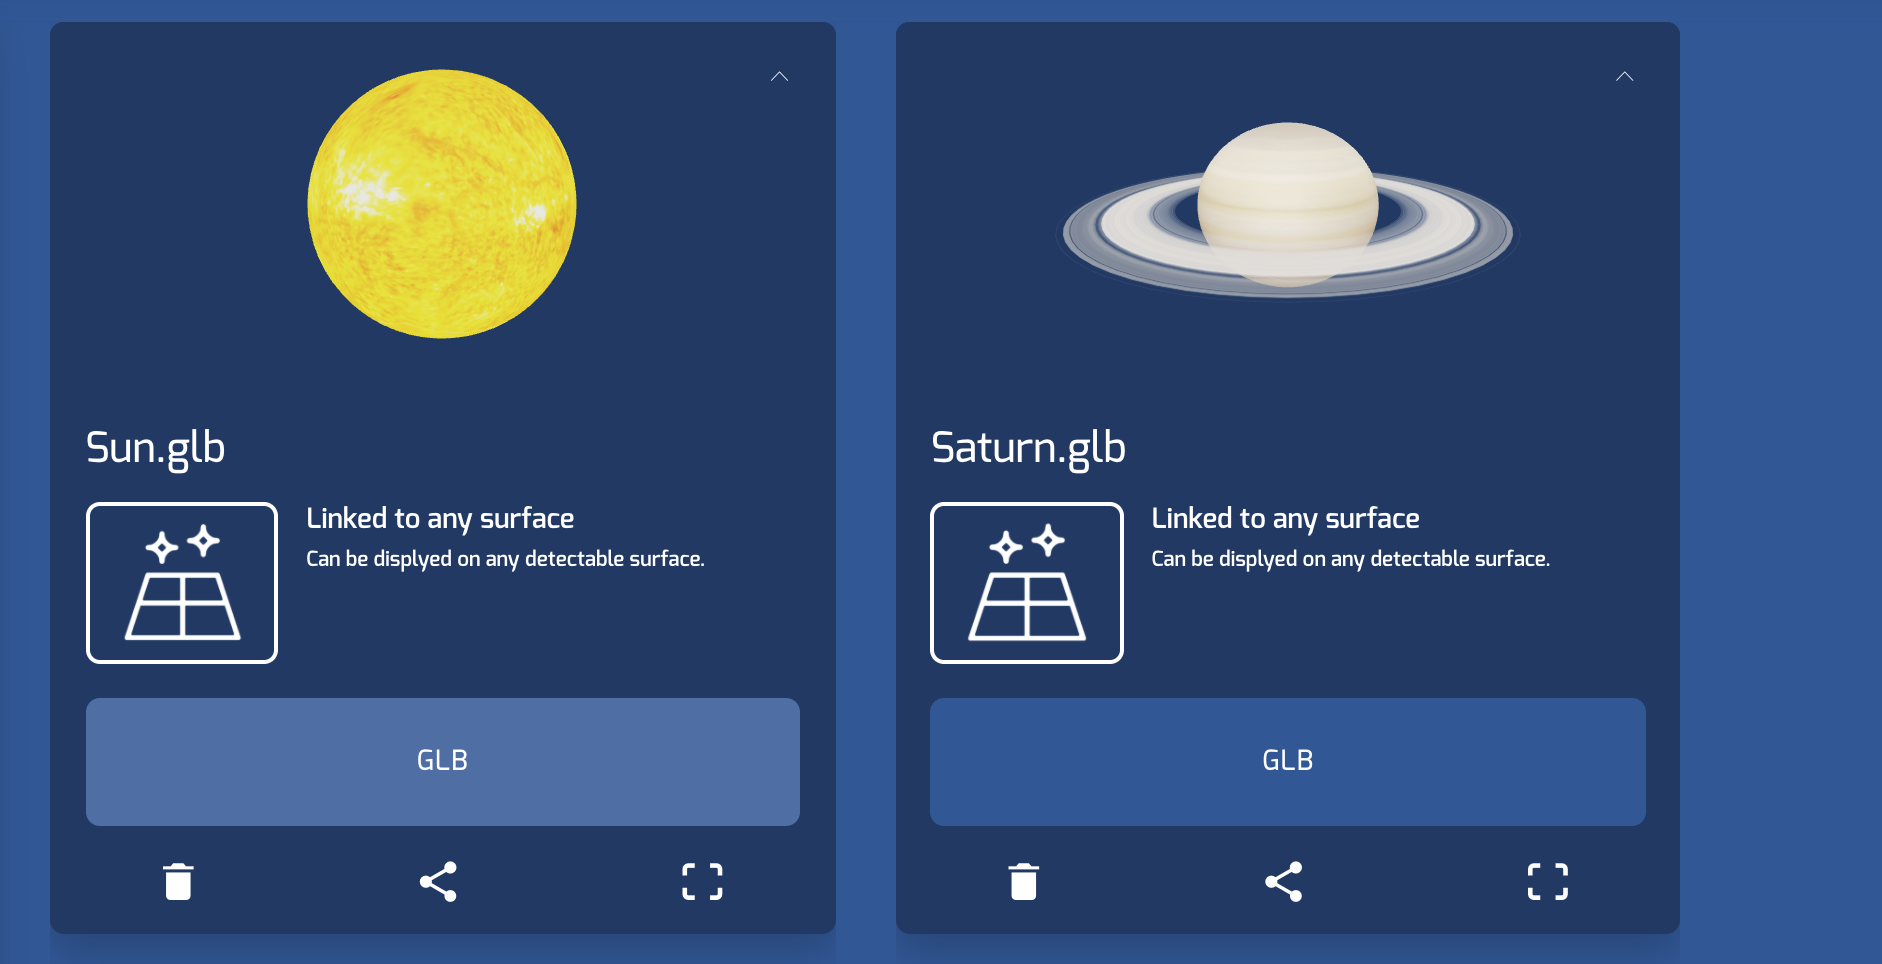 Sun.glb
Linked to any surface
Can be displyed on any detectable surface.
GLB
Saturn.glb
Linked to any surface
Can be displyed on any detectable surface.
GLB